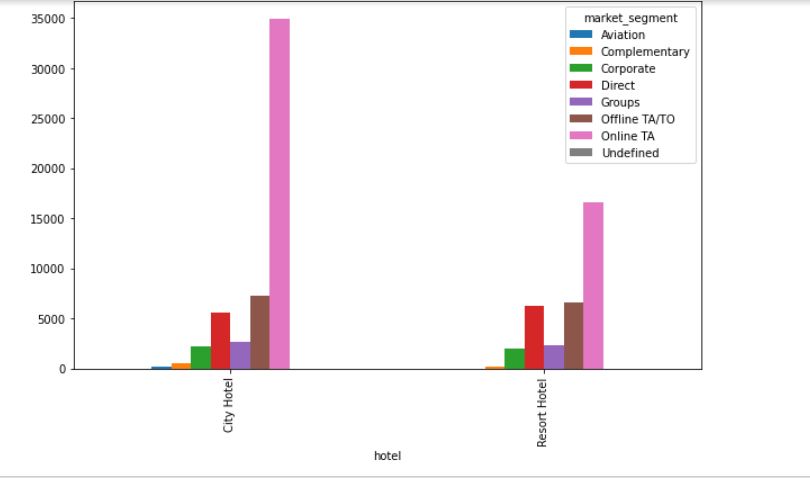 35000
30000
25000
20000
15000
10000
5000
0
market_segment
Aviation
Complementary
Corporate
Direct
Groups
Offline TA/TO
Online TA
Undefined
City Hotel
Resort Hotel
hotel